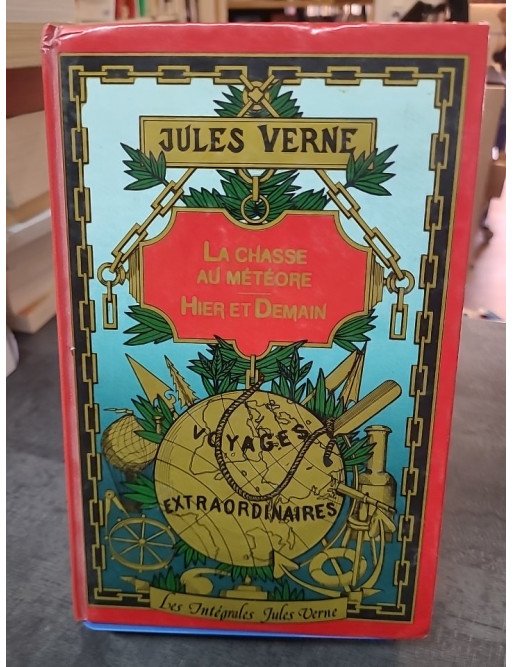 JULES VERNE
LA CHASSE
AU MÉTÉORE
HIER ET DEMAIN
VOYAGES
EXTRAORDINAIRES
Les Intégrales Jules Verne